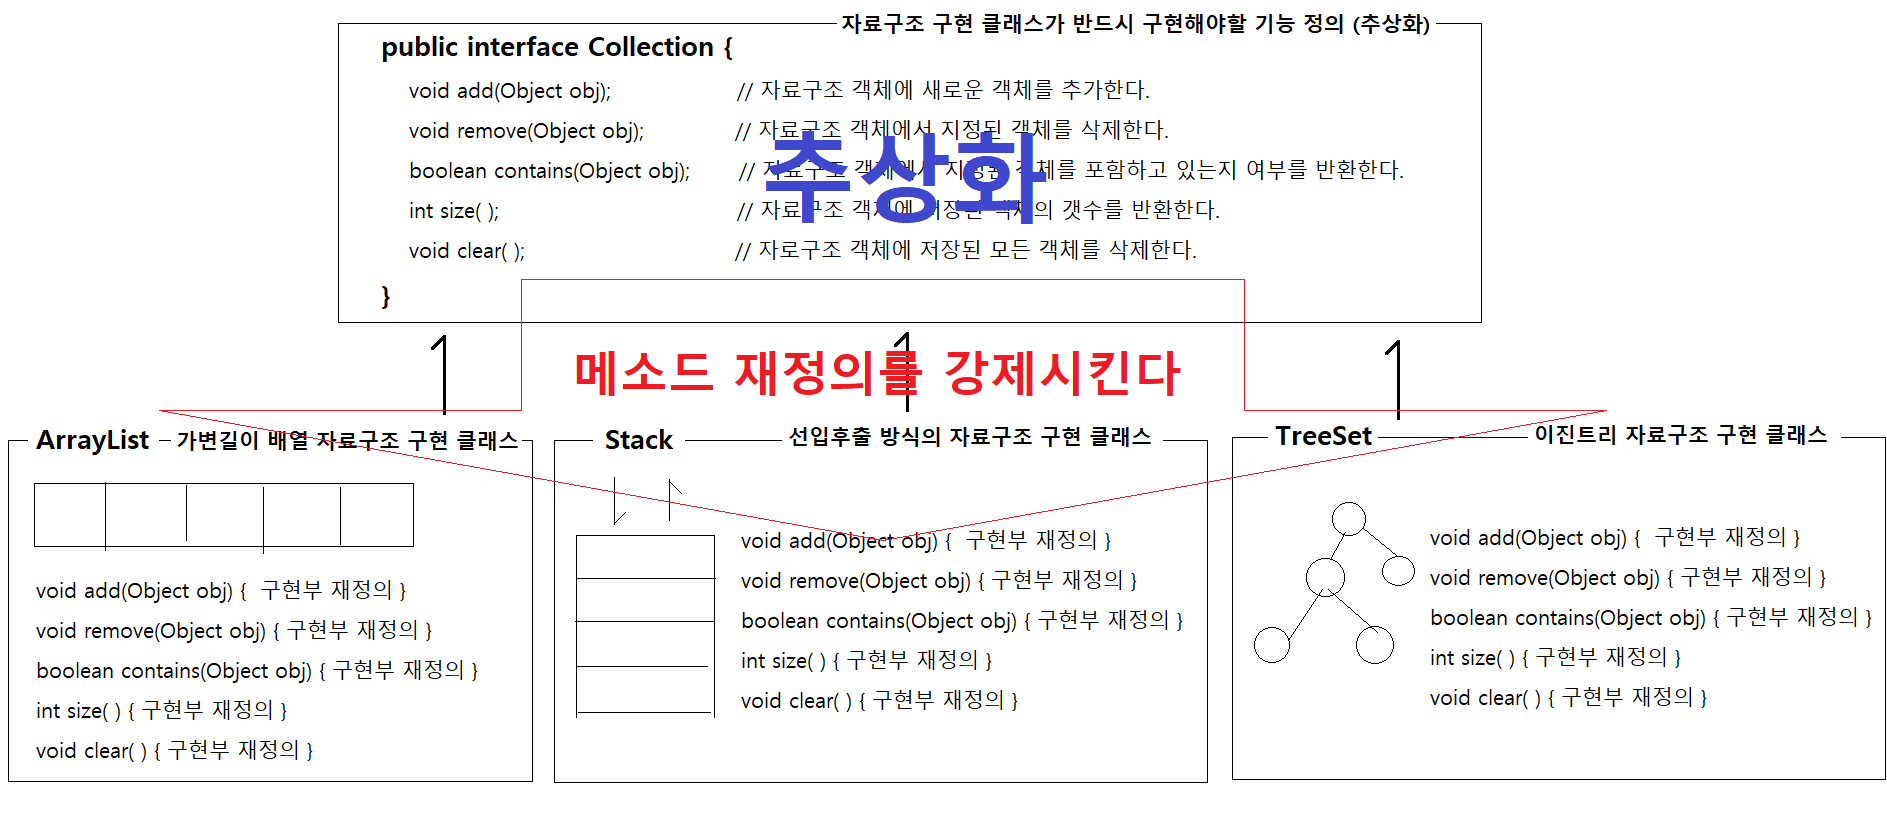 자료구조 구현 클래스가 반드시 구현해야할 기능 정의 (추상화)
public interface Collection {
void add(Object obj); // 자료구조 객체에 새로운 객체를 추가한다.
void remove(Object obj); // 자료구조 객체에서 지정된 객체를 삭제한다.
boolean contains(Object obj); // 자료구조 객체에서 지정된 객체를 포함하고 있는지 여부를 반환한다.
추상화
int size( ); // 자료구조 객체에 저장된 객체의 갯수를 반환한다.
void clear( ); // 자로구조 객체에 저장된 모든 객체를 삭제한다.
}
메소드 재정의를 강제시킨다
ArrayList 가변길이 배열 자료구조 구현 클래스
void add(Object obj) { 구현부 재정의 }
void remove(Object obj) { 구현부 재정의 }
boolean contains(Object obj) { 구현부 재정의 }
int size( ) { 구현부 재정의 }
void clear( ) { 구현부 재정의 }
Stack 선입후출 방식의 자료구조 구현 클래스
void add(Object obj) { 구현부 재정의 }
void remove(Object obj) { 구현부 재정의 }
boolean contains(Object obj) { 구현부 재정의 }
int size( ) { 구현부 재정의 }
void clear( ) { 구현부 재정의 }
TreeSet 이진트리 자료구조 구현 클래스
void add(Object obj) { 구현부 재정의 }
void remove(Object obj) { 구현부 재정의 }
boolean contains(Object obj) { 구현부 재정의 }
int size( ) { 구현부 재정의 }
void clear( ) { 구현부 재정의 }